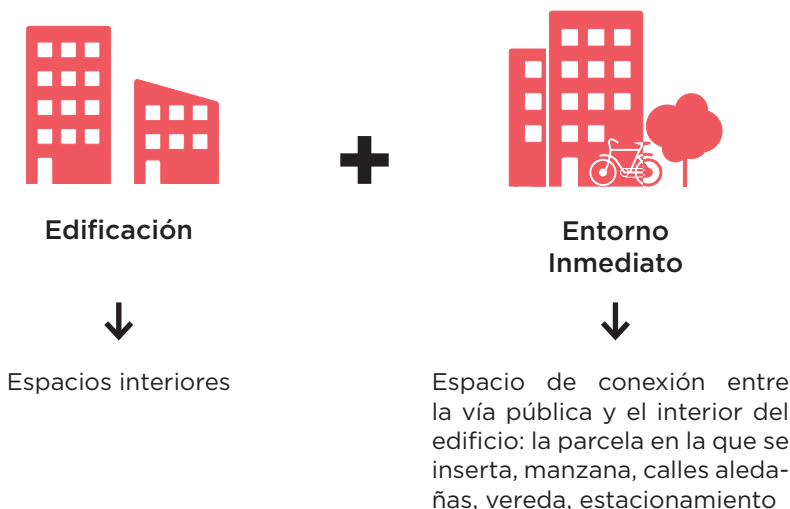 Edificación
Espacios interiores
Entorno
Inmediato
Espacio de conexión entre
la vía pública y el interior del
edificio: la parcela en la que se
inserta, manzana, calles aleda-
ñas, vereda, estacionamiento